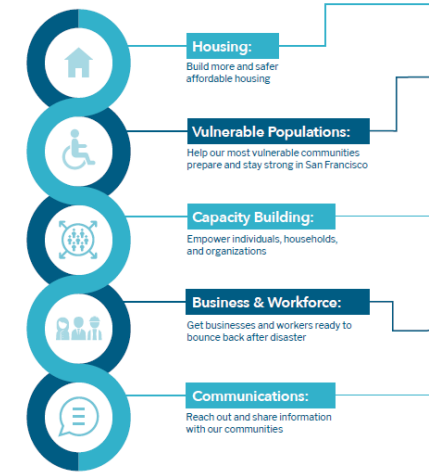 Housing:
Build more and safer
affordable housing
Vulnerable Populations:
Help our most vulnerable communities
prepare and stay strong in San Francisco
Capacity Building:
Empower individuals, households,
and organizations
Business & Workforce:
Get businesses and workers ready to
bounce back after disaster
Communications:
Reach out and share information
with our communities